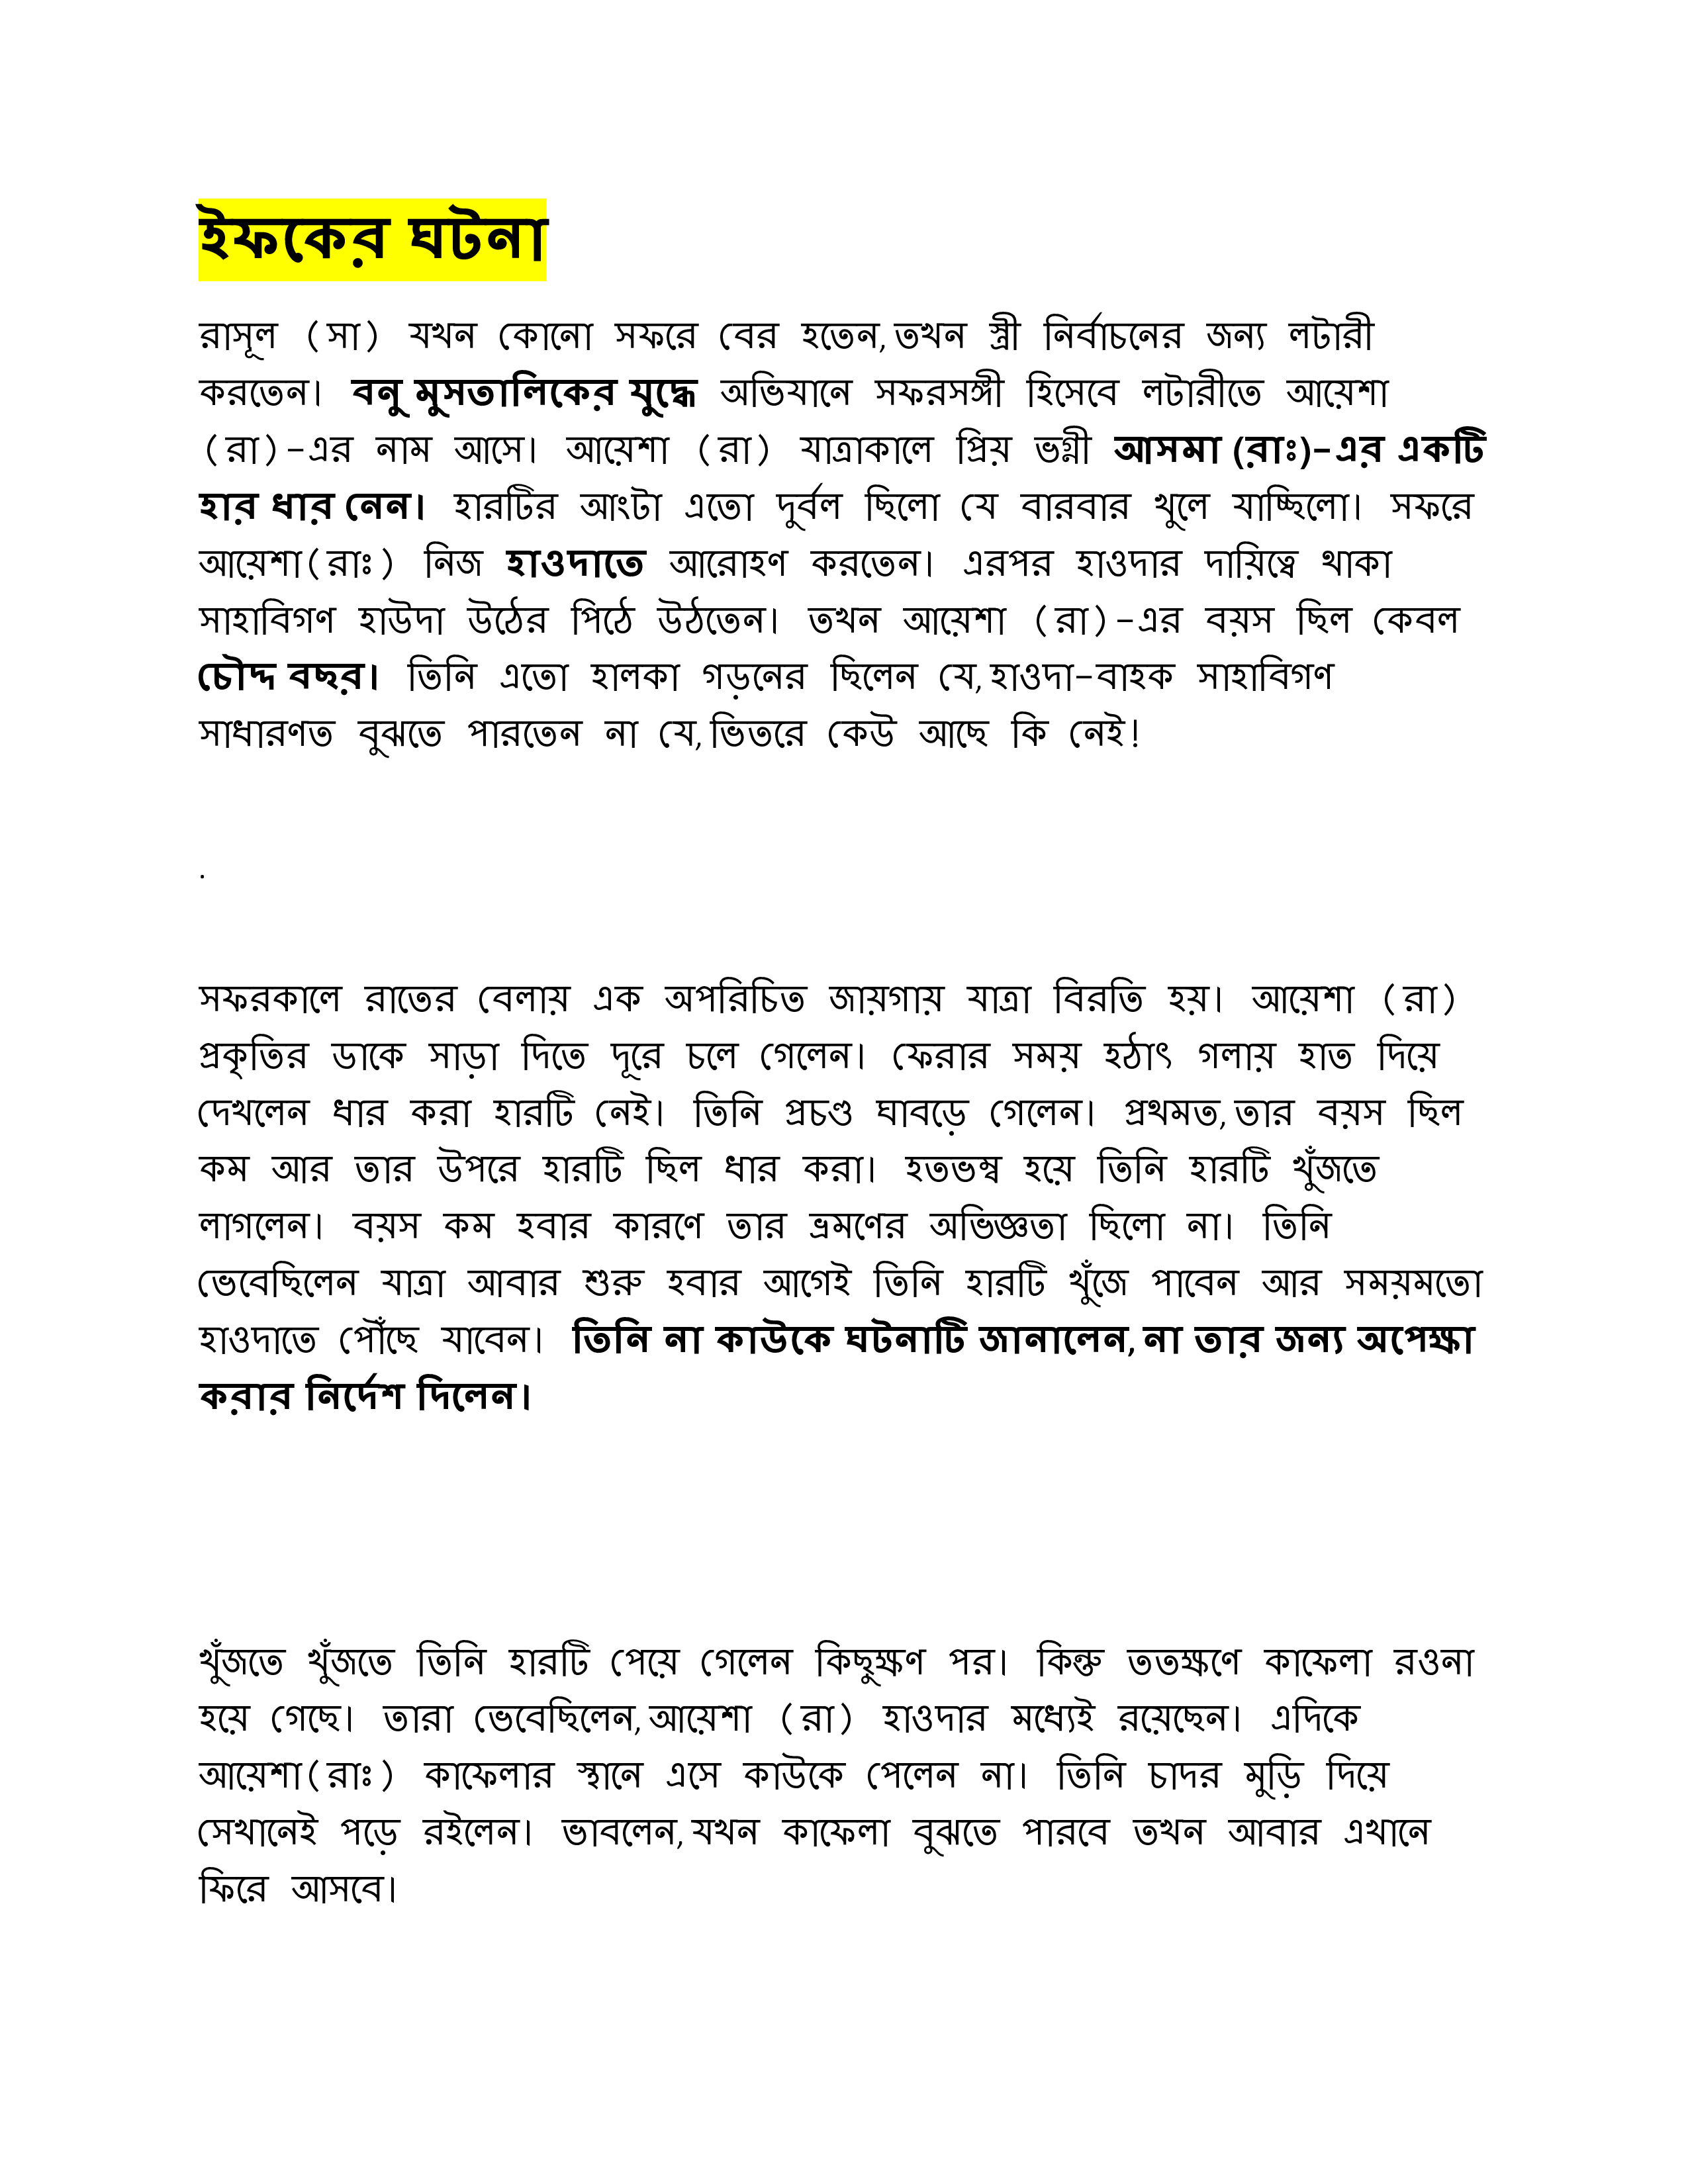 ইফকের ঘটনা
রাসূল (সা) যখন কোনো সফরে বের হতেন, তখন স্ত্রী নির্বাচনের জন্য লটারী
করতেন। বনু মুসতালিকের যুদ্ধে অভিযানে সফরসঙ্গী হিসেবে লটারীতে আয়েশা
(রা)-এর নাম আসে। আয়েশা (রা) যাত্রাকালে প্রিয় ভগ্নী আসমা (রাঃ)-এর একটি
হার ধার নেন। হারটির আংটা এতো দুর্বল ছিলো যে বারবার খুলে যাচ্ছিলো। সফরে
আয়েশা(রাঃ) নিজ হাওদাতে আরোহণ করতেন। এরপর হাওদার দায়িত্বে থাকা
সাহাবিগণ হাউদা উঠের পিঠে উঠতেন। তখন আয়েশা (রা)-এর বয়স ছিল কেবল
চৌদ্দ বছর। তিনি এতো হালকা গড়নের ছিলেন যে, হাওদা-বাহক সাহাবিগণ
সাধারণত বুঝতে পারতেন না যে, ভিতরে কেউ আছে কি নেই!
.
সফরকালে রাতের বেলায় এক অপরিচিত জায়গায় যাত্রা বিরতি হয়। আয়েশা (রা)
প্রকৃতির ডাকে সাড়া দিতে দূরে চলে গেলেন। ফেরার সময় হঠাৎ গলায় হাত দিয়ে
দেখলেন ধার করা হারটি নেই। তিনি প্রচণ্ড ঘাবড়ে গেলেন। প্রথমত, তার বয়স ছিল
কম আর তার উপরে হারটি ছিল ধার করা। হতভম্ব হয়ে তিনি হারটি খুঁজতে
লাগলেন। বয়স কম হবার কারণে তার ভ্রমণের অভিজ্ঞতা ছিলো না। তিনি
ভেবেছিলেন যাত্রা আবার শুরু হবার আগেই তিনি হারটি খুঁজে পাবেন আর সময়মতো
হাওদাতে পৌঁছে যাবেন। তিনি না কাউকে ঘটনাটি জানালেন, না তার জন্য অপেক্ষা
করার নির্দেশ দিলেন।
খুঁজতে খুঁজতে তিনি হারটি পেয়ে গেলেন কিছুক্ষণ পর। কিন্তু ততক্ষণে কাফেলা রওনা
হয়ে গেছে। তারা ভেবেছিলেন, আয়েশা (রা) হাওদার মধ্যেই রয়েছেন। এদিকে
আয়েশা(রাঃ) কাফেলার স্থানে এসে কাউকে পেলেন না। তিনি চাদর মুড়ি দিয়ে
সেখানেই পড়ে রইলেন। ভাবলেন, যখন কাফেলা বুঝতে পারবে তখন আবার এখানে
ফিরে আসবে।